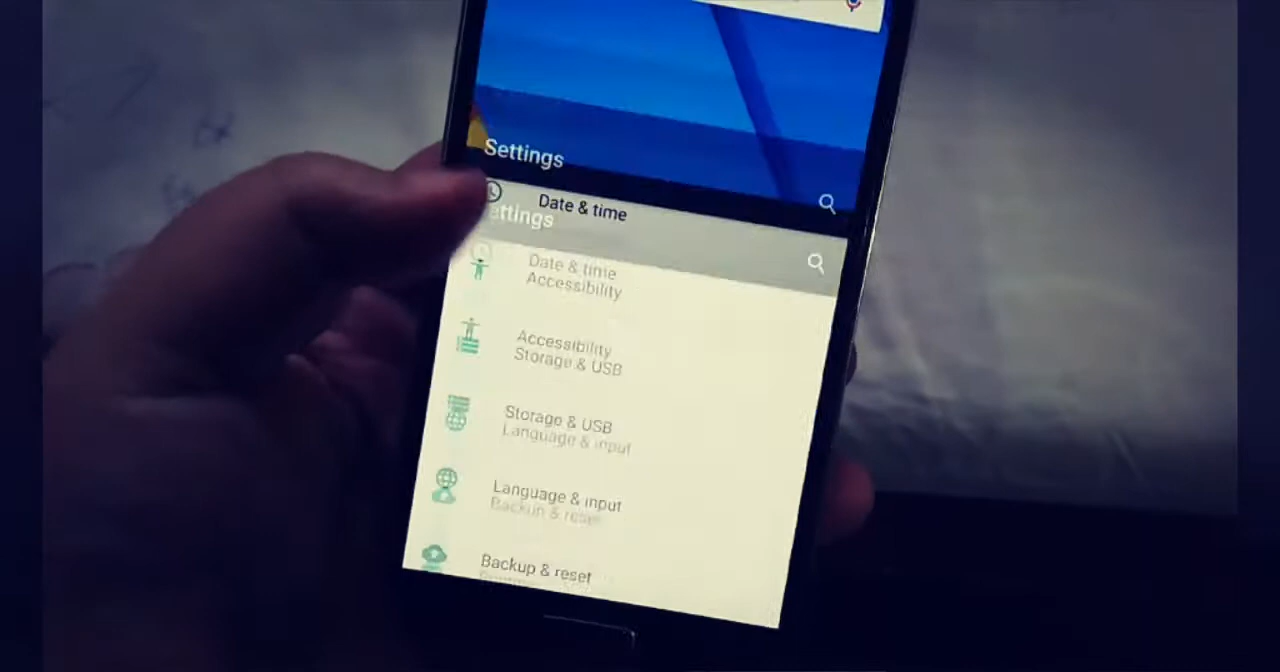 Settings
Date & time
ettings
Date & time
Accessibility
Accessibility
Storage & USB
Storage & USB
Language & input
Language & input
Backup & reset
Backup & reset